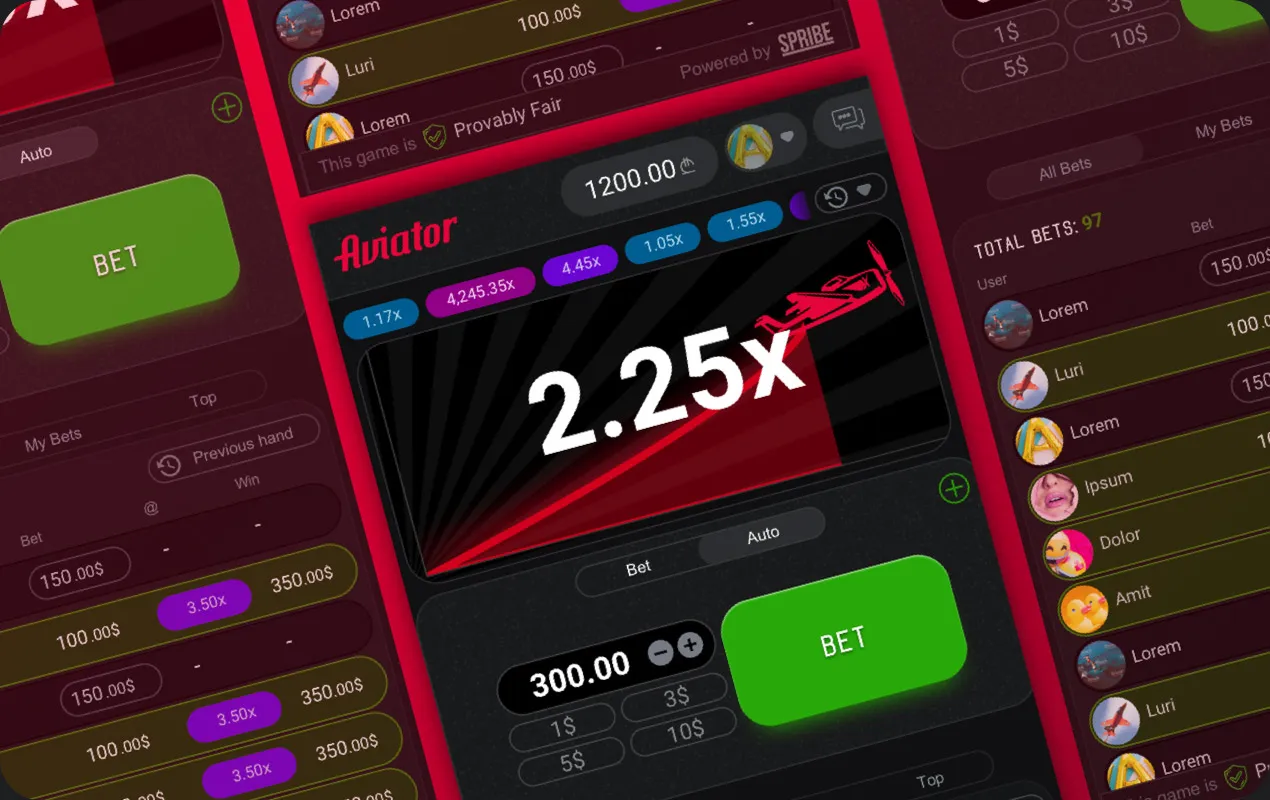 Auto
BET
My Bets
Top
Previous hand
Bet
@
Win
150.00$
-
-
100.00$
3.50x
350.00$
150.00$
-
-
100.00$
3.50x
350.00$
3.50x
350.00$
Lorem
100.00$
Luri
-
Lorem
150.00$
This game is Provably Fair
Powered by SPRIBE
1200.00
Aviator
1.17x
4,245.35x
4.45x
1.05x
1.55x
2.25x
Bet
Auto
300.00
1$
3$
5$
10$
BET
Top
1$
3$
5$
10$
All Bets
My Bets
TOTAL BETS: 97
User
Bet
Lorem
150.00$
Luri
100.0
Lorem
150
Ipsum
Dolor
Amit
Lorem
Luri
Lorem
This game is